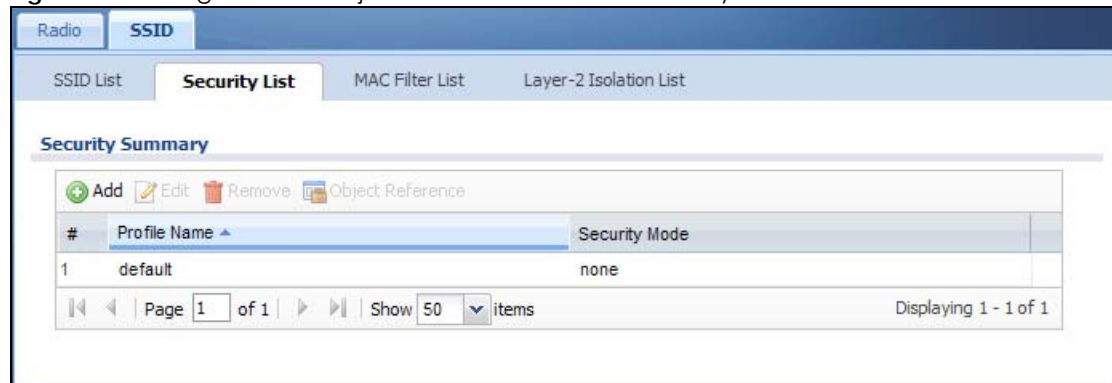 Radio SSID
SSID List Security List MAC Filter List Layer-2 Isolation List
Security Summary
Add Edit Remove Object Reference
# Profile Name Security Mode
1 default none
Page 1 of 1 Show 50 items Displaying 1 - 1 of 1